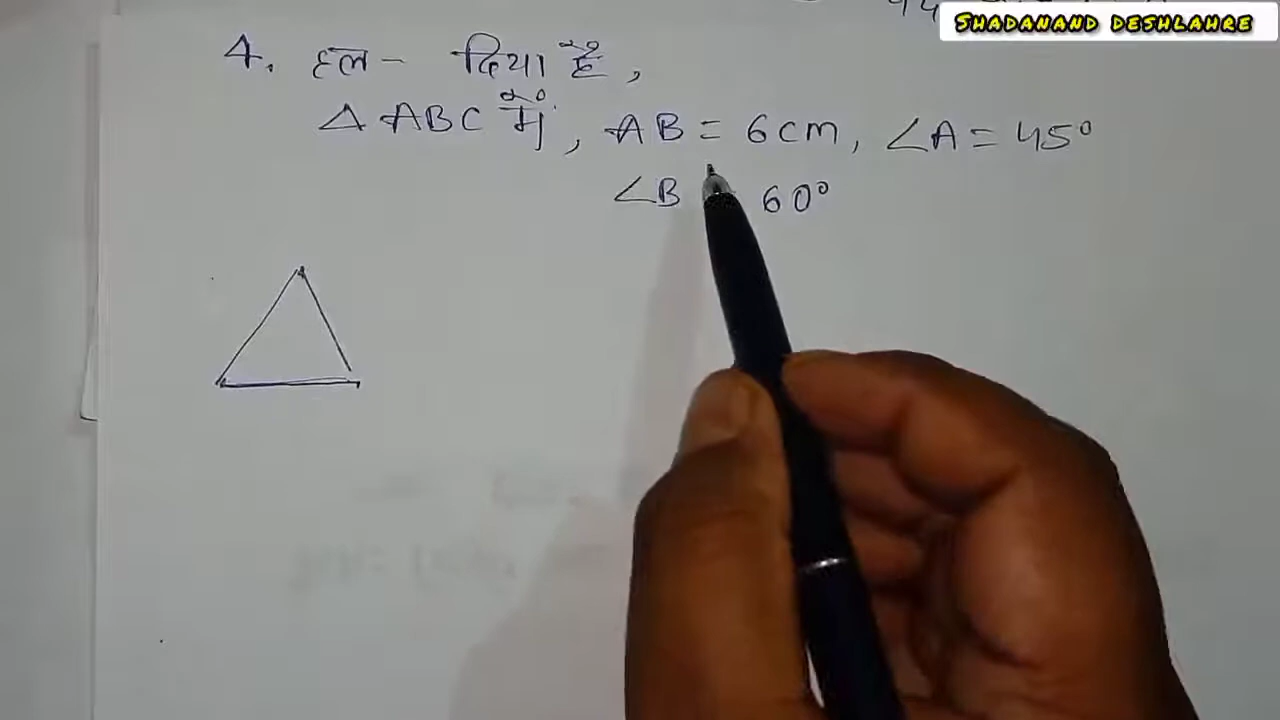 SHADANAND DESHLAHRE
4. हल - दिया है,
△ ABC में, AB = 6cm, ∠A = 45°
∠B 60°